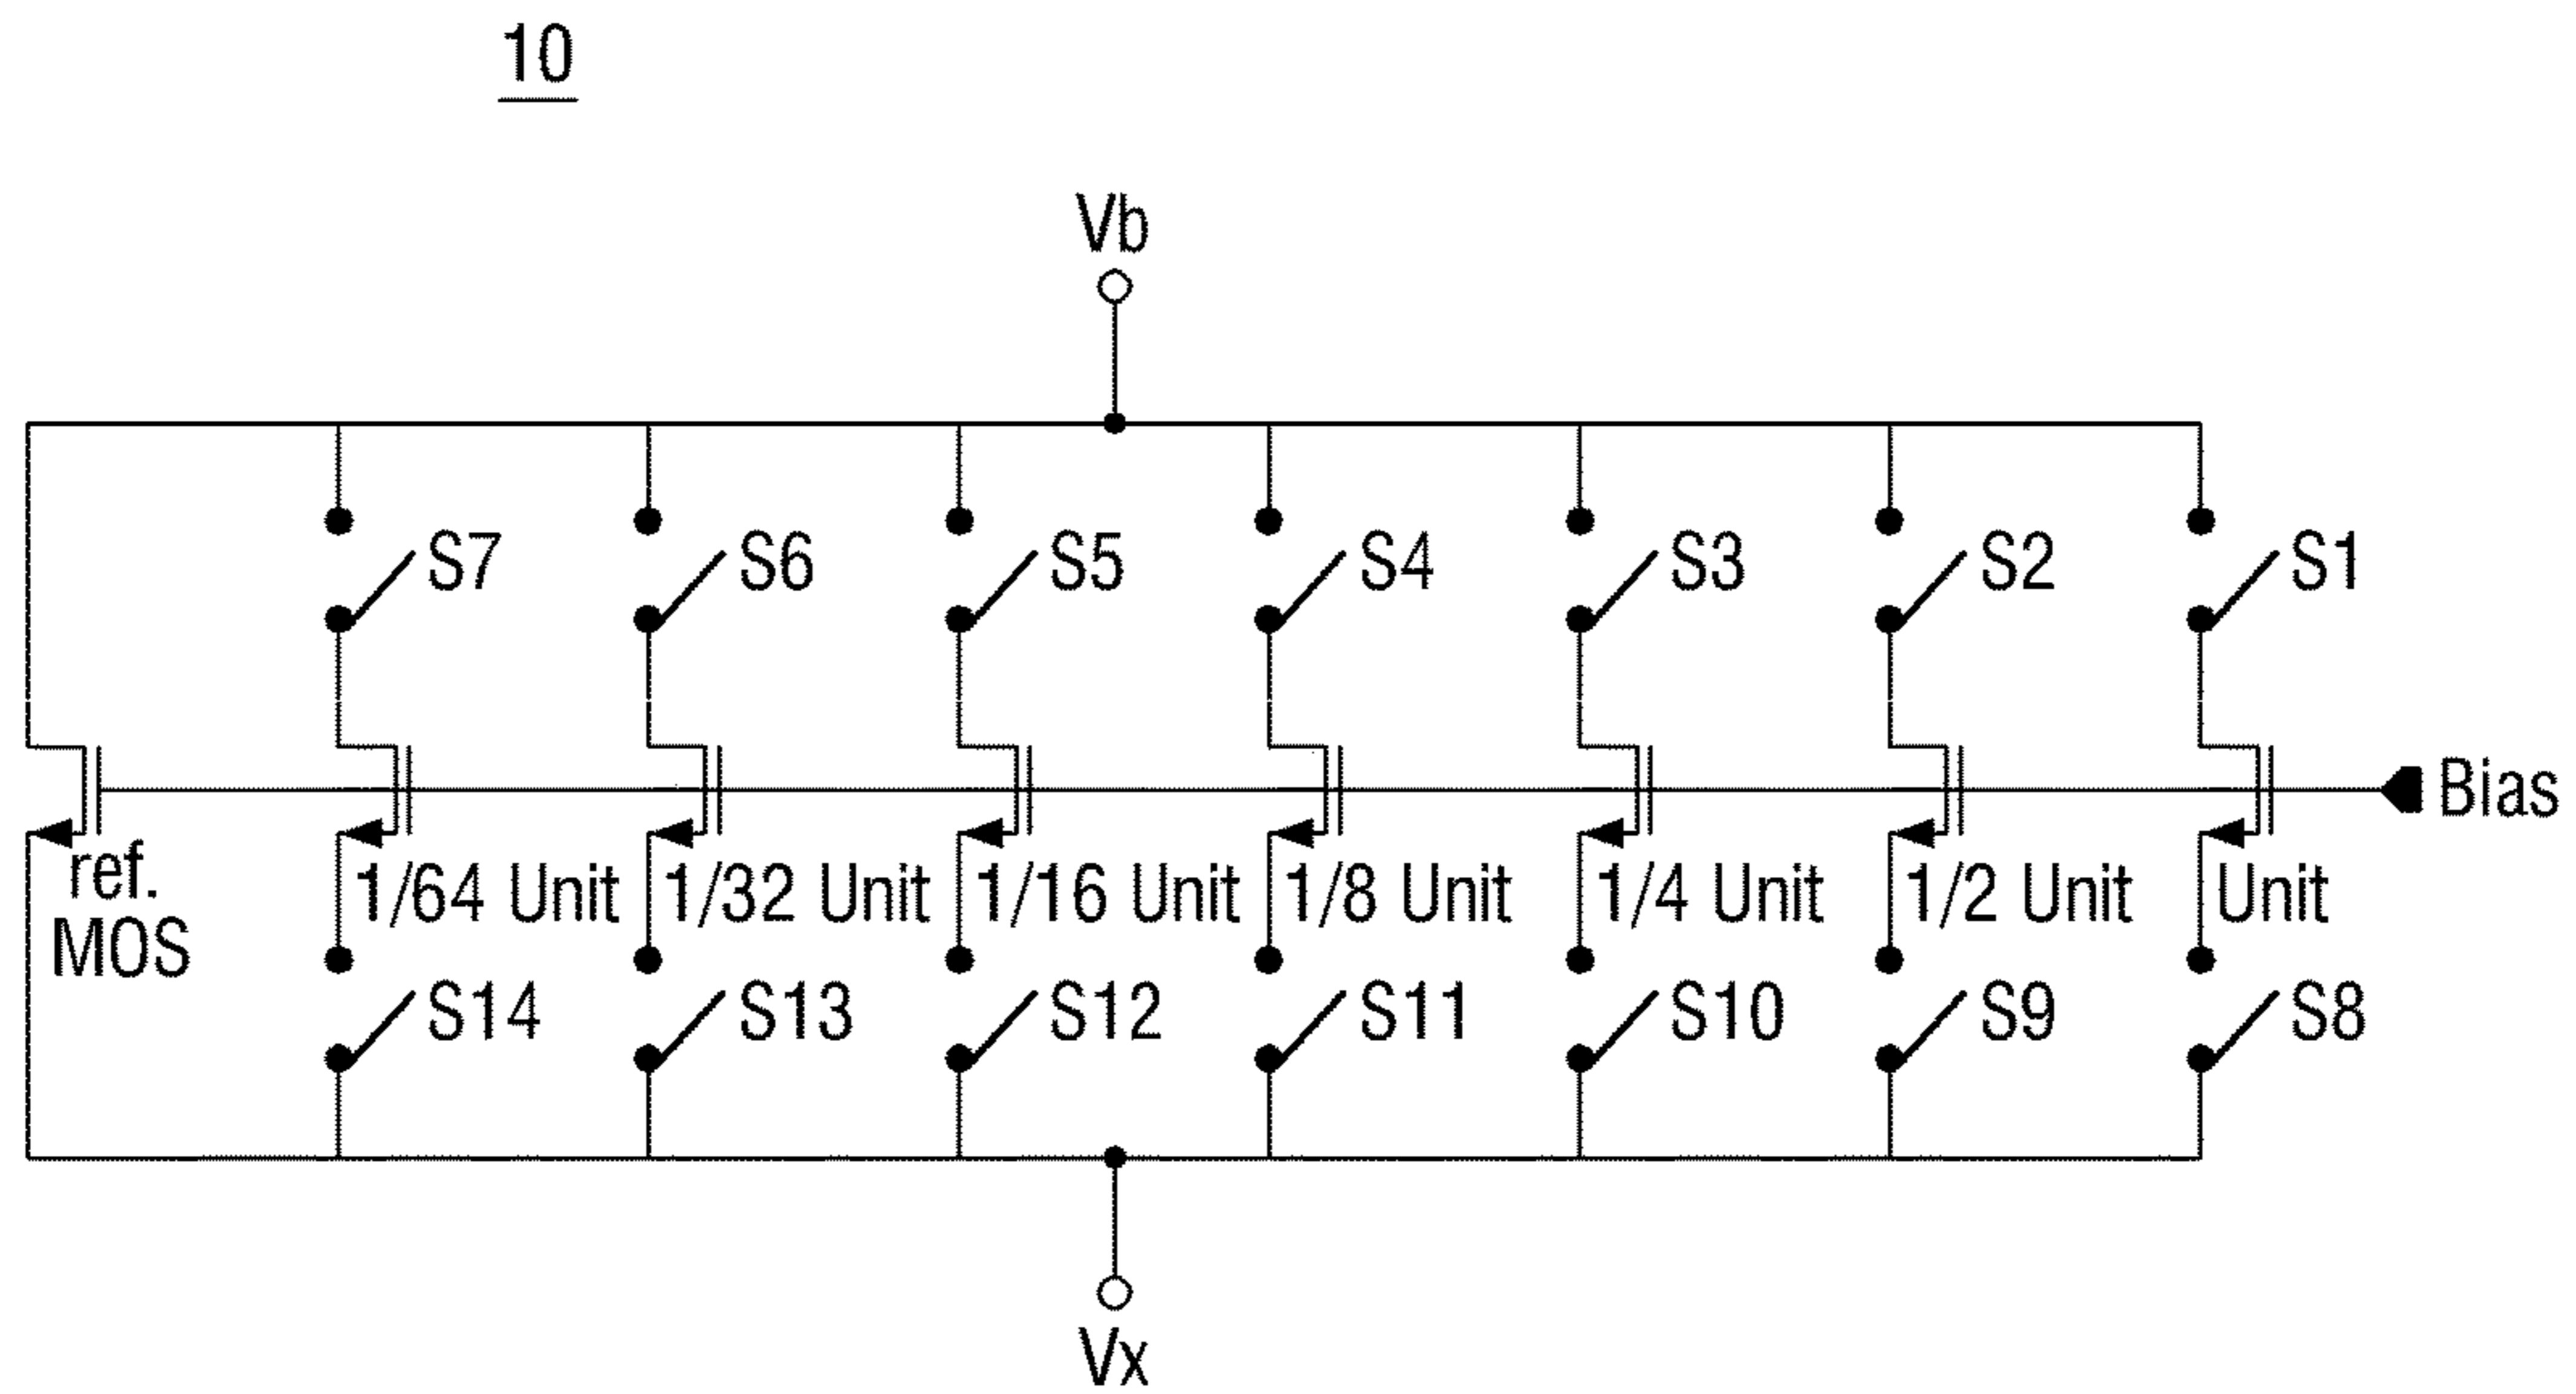 10
Vb
S7 S6 S5 S4 S3 S2 S1
Bias
ref.
MOS
1/64 Unit 1/32 Unit 1/16 Unit 1/8 Unit 1/4 Unit 1/2 Unit Unit
S14 S13 S12 S11 S10 S9 S8
Vx